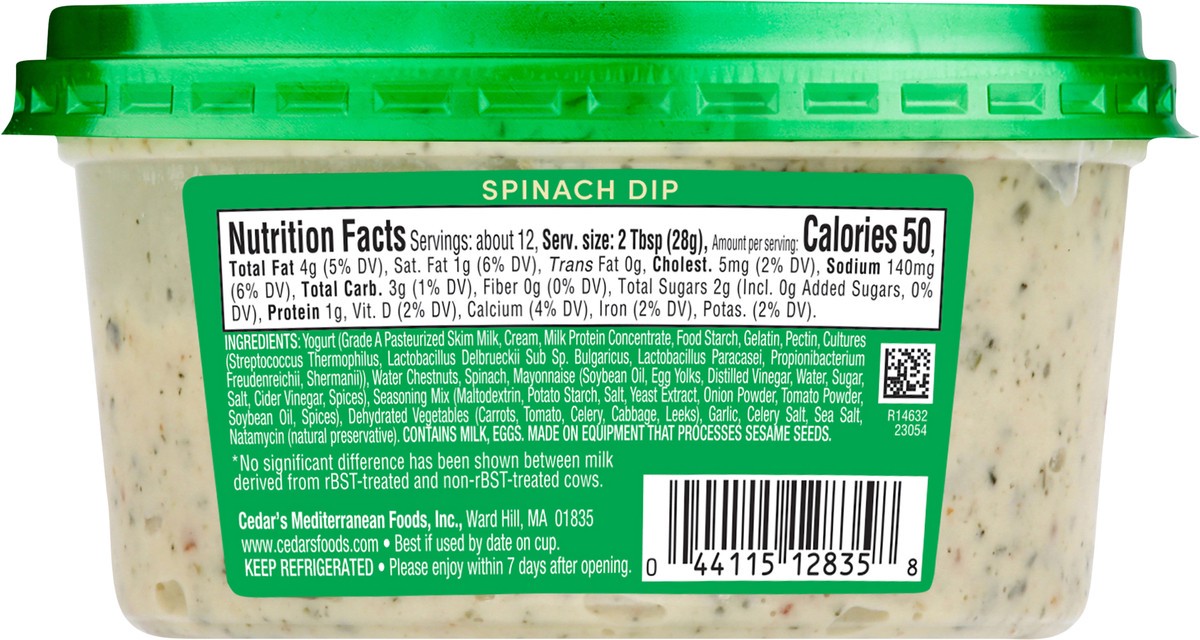 SPINACH DIP
Nutrition Facts Servings: about 12, Serv. size: 2 Tbsp (28g), Amount per serving: Calories 50,
Total Fat 4g (5% DV), Sat. Fat 1g (6% DV), Trans Fat 0g, Cholest. 5mg (2% DV), Sodium 140mg
(6% DV), Total Carb. 3g (1% DV), Fiber 0g (0% DV), Total Sugars 2g (Incl. 0g Added Sugars, 0%
DV), Protein 1g, Vit. D (2% DV), Calcium (4% DV), Iron (2% DV), Potas. (2% DV).
INGREDIENTS: Yogurt (Grade A Pasteurized Skim Milk, Cream, Milk Protein Concentrate, Food Starch, Gelatin, Pectin, Cultures
(Streptococcus Thermophilus, Lactobacillus Delbrueckii Sub Sp. Bulgaricus, Lactobacillus Paracasei, Propionibacterium
Freudenreichii, Shermanii)), Water Chestnuts, Spinach, Mayonnaise (Soybean Oil, Egg Yolks, Distilled Vinegar, Water, Sugar,
Salt, Cider Vinegar, Spices), Seasoning Mix (Maltodextrin, Potato Starch, Salt, Yeast Extract, Onion Powder, Tomato Powder,
Soybean Oil, Spices), Dehydrated Vegetables (Carrots, Tomato, Celery, Cabbage, Leeks), Garlic, Celery Salt, Sea Salt,
Natamycin (natural preservative). CONTAINS MILK, EGGS. MADE ON EQUIPMENT THAT PROCESSES SESAME SEEDS.
R14632
23054
*No significant difference has been shown between milk
derived from rBST-treated and non-rBST-treated cows.
Cedar's Mediterranean Foods, Inc., Ward Hill, MA 01835
www.cedarsfoods.com • Best if used by date on cup.
KEEP REFRIGERATED • Please enjoy within 7 days after opening.
0 44115 12835 8